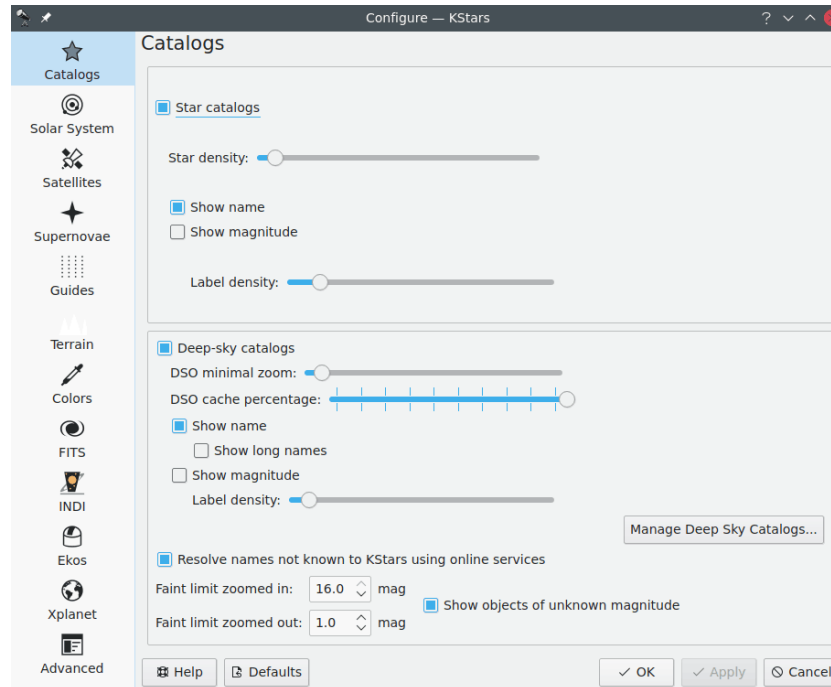 Configure — KStars
Catalogs
Solar System
Satellites
Supernovae
Guides
Terrain
Colors
FITS
INDI
Ekos
Xplanet
Advanced
Catalogs
Star catalogs
Star density:
Show name
Show magnitude
Label density:
Deep-sky catalogs
DSO minimal zoom:
DSO cache percentage:
Show name
Show long names
Show magnitude
Label density:
Manage Deep Sky Catalogs...
Resolve names not known to KStars using online services
Faint limit zoomed in: 16.0 mag
Show objects of unknown magnitude
Faint limit zoomed out: 1.0 mag
Help Defaults OK Apply Cancel